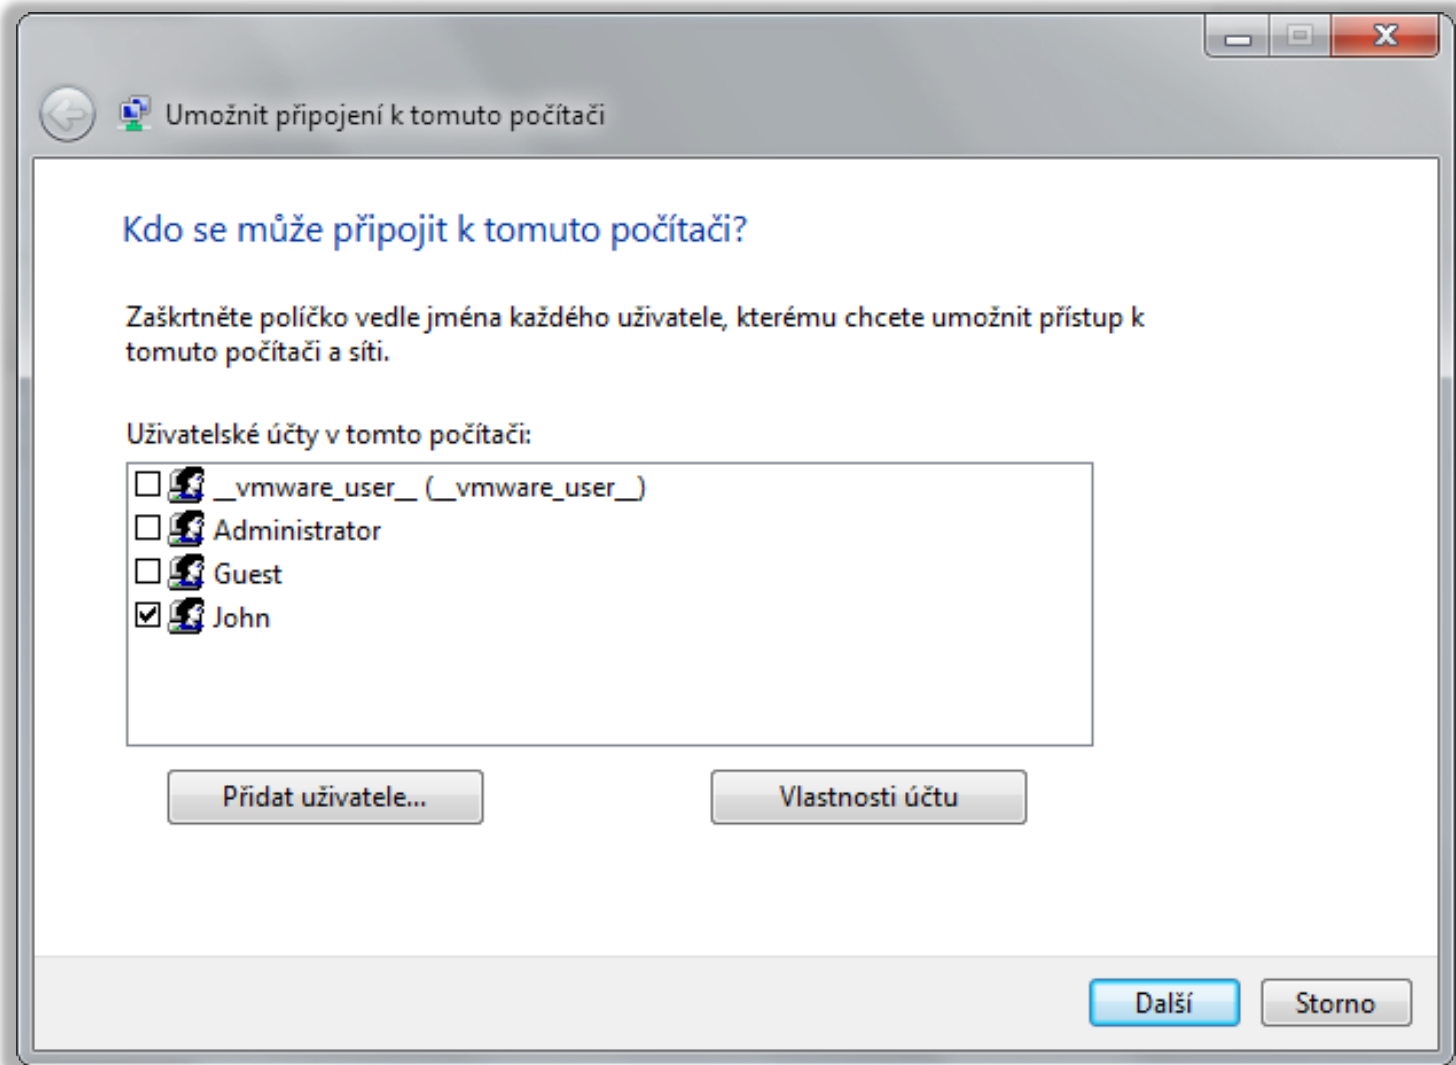 Umožnit připojení k tomuto počítači
Kdo se může připojit k tomuto počítači?
Zaškrtněte políčko vedle jména každého uživatele, kterému chcete umožnit přístup k
tomuto počítači a síti.
Uživatelské účty v tomto počítači:
__vmware_user__ (__vmware_user__)
Administrator
Guest
John
Přidat uživatele... Vlastnosti účtu
Další Storno